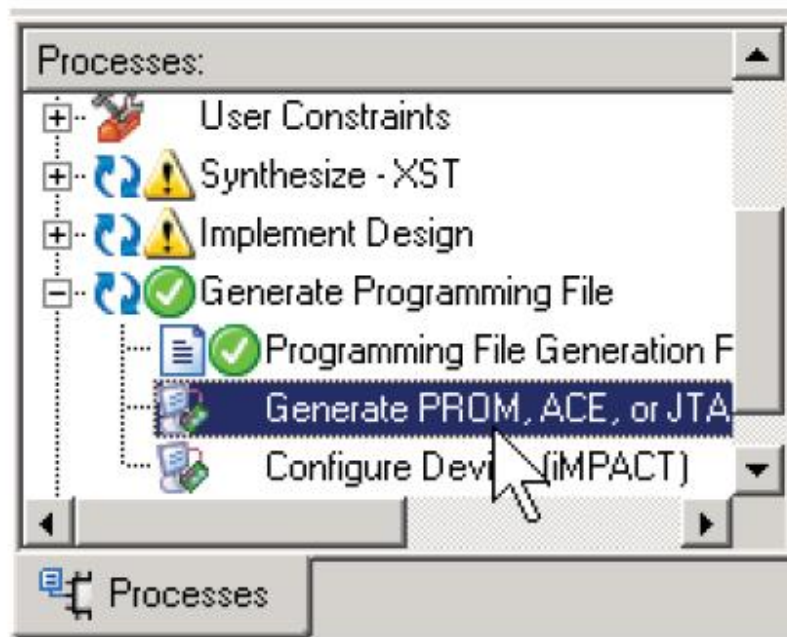 Processes:
User Constraints
Synthesize - XST
Implement Design
Generate Programming File
Programming File Generation F
Generate PROM, ACE, or JTA
Configure Devi (iMPACT)
Processes